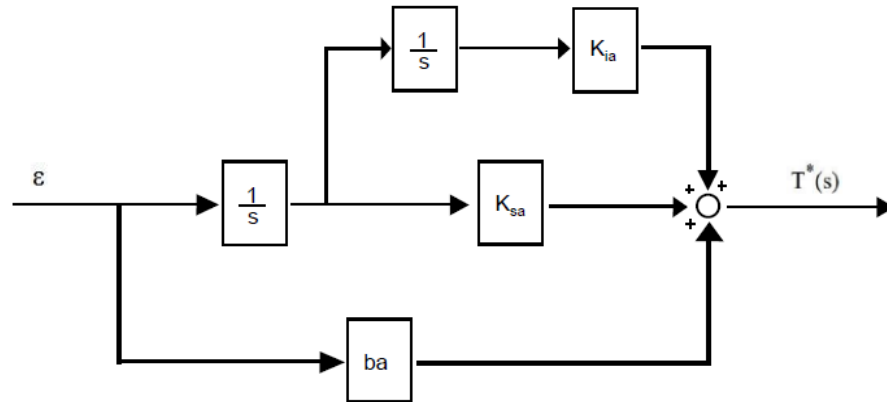 1
s
K_ia
ε
1
s
K_sa
+
+
+
T*(s)
ba